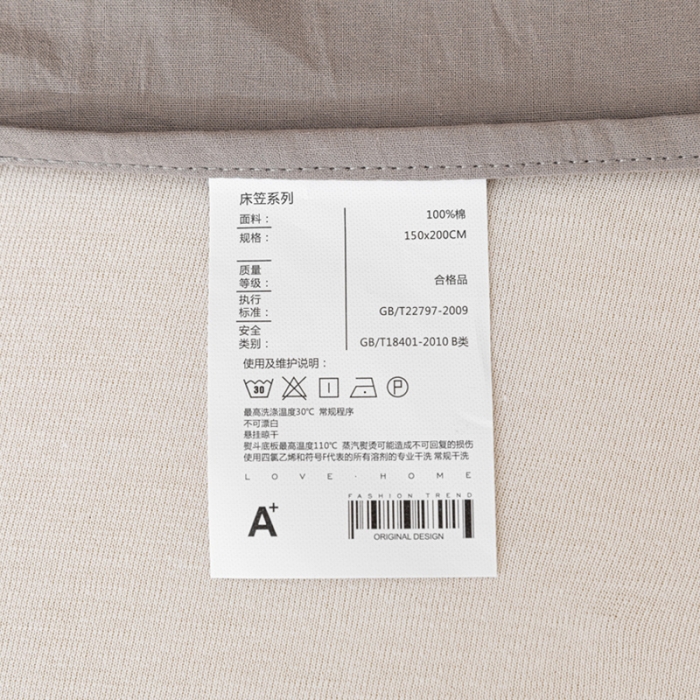 床笠系列
面料： 100%棉
规格： 150x200CM
质量
等级： 合格品
执行
标准： GB/T22797-2009
安全
类别： GB/T18401-2010 B类
使用及维护说明：
30 P
最高洗涤温度30℃ 常规程序
不可漂白
悬挂晾干
熨斗底板最高温度110℃ 蒸汽熨烫可能造成不可回复的损伤
使用四氯乙烯和符号F代表的所有溶剂的专业干洗 常规干洗
LOVE·HOME
A+
FASHION TREND
ORIGINAL DESIGN